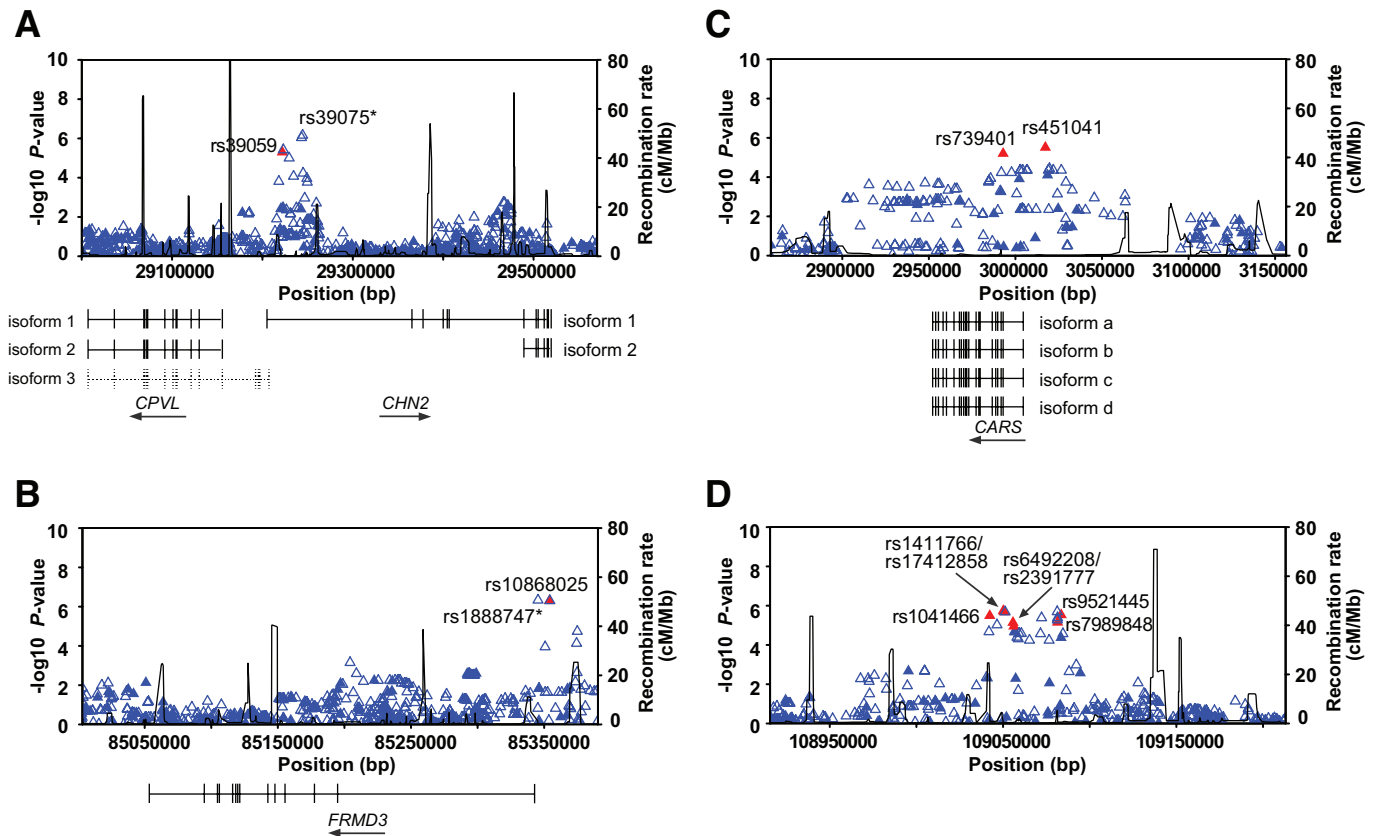 A
10
8
6
4
2
0
-log10 P-value
80
60
40
20
0
Recombination rate
(cM/Mb)
rs39075*
rs39059
29100000
29300000
29500000
Position (bp)
isoform 1
isoform 2
isoform 3
isoform 1
isoform 2
CPVL
CHN2
C
10
8
6
4
2
0
-log10 P-value
80
60
40
20
0
Recombination rate
(cM/Mb)
rs739401
rs451041
2900000
2950000
3000000
3050000
3100000
3150000
Position (bp)
isoform a
isoform b
isoform c
isoform d
CARS
B
10
8
6
4
2
0
-log10 P-value
80
60
40
20
0
Recombination rate
(cM/Mb)
rs10868025
rs1888747*
85050000
85150000
85250000
85350000
Position (bp)
FRMD3
D
10
8
6
4
2
0
-log10 P-value
80
60
40
20
0
Recombination rate
(cM/Mb)
rs1411766/
rs17412858
rs6492208/
rs2391777
rs1041466
rs9521445
rs7989848
108950000
109050000
109150000
Position (bp)